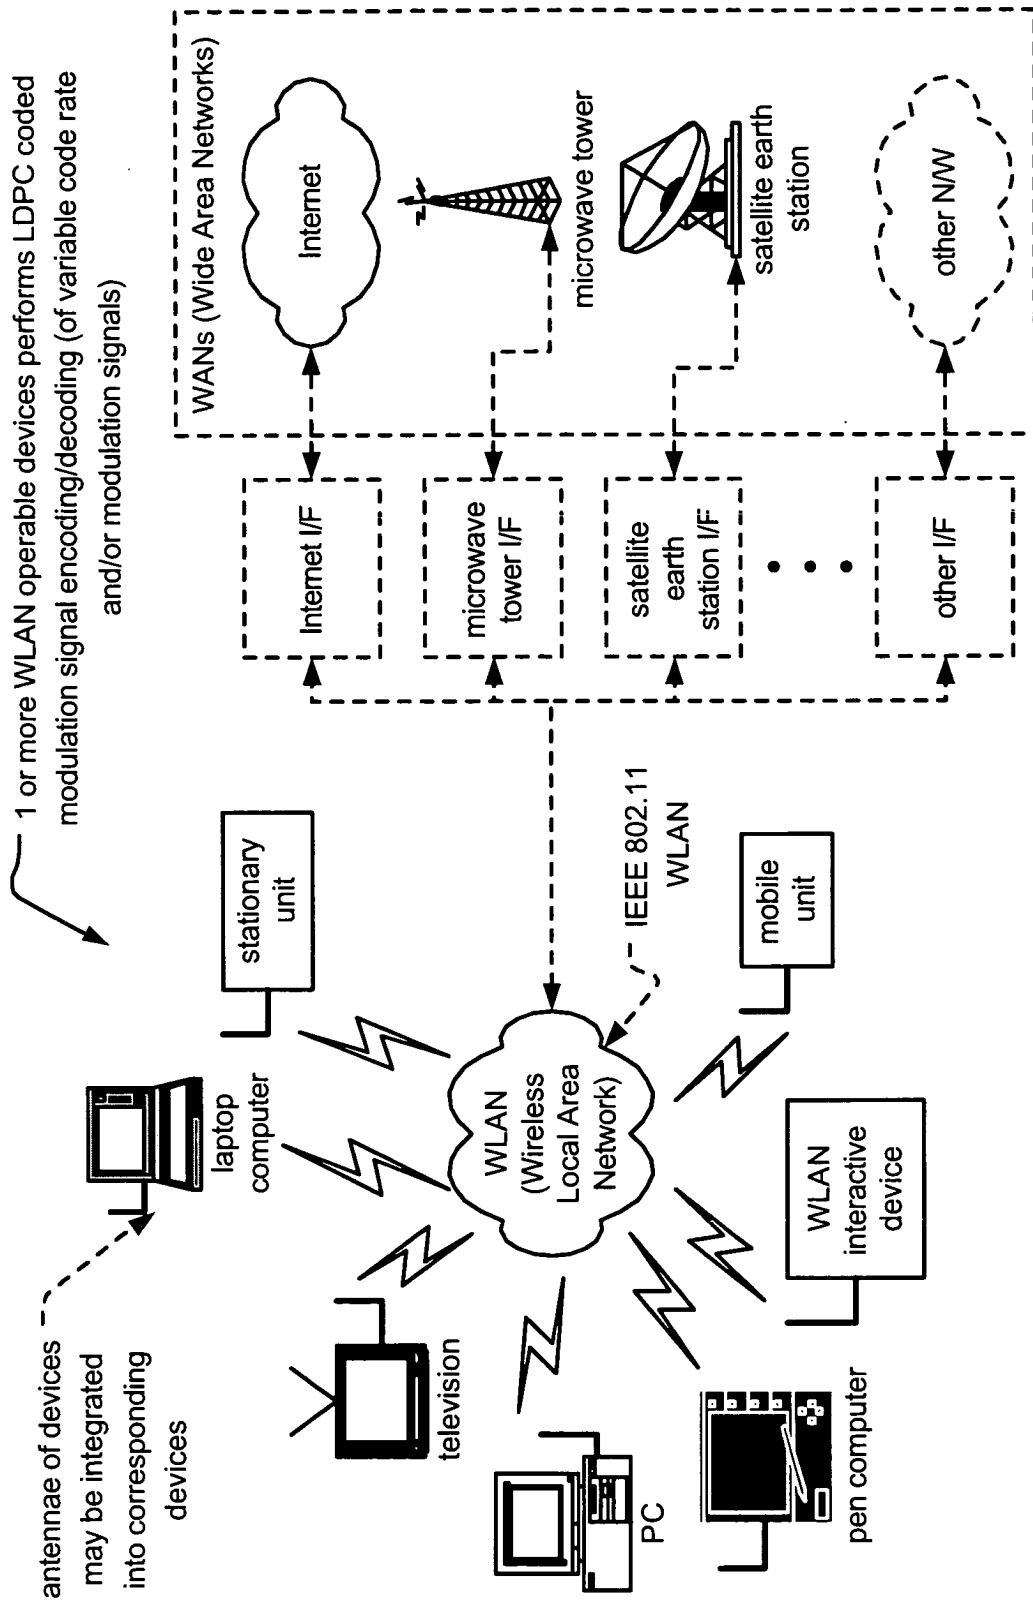 1 or more WLAN operable devices performs LDPC coded
modulation signal encoding/decoding (of variable code rate
and/or modulation signals)
antennae of devices
may be integrated
into corresponding
devices
laptop
computer
stationary
unit
television
PC
pen computer
WLAN
interactive
device
mobile
unit
WLAN
(Wireless
Local Area
Network)
IEEE 802.11
WLAN
Internet I/F
microwave
tower I/F
satellite
earth
station I/F
other I/F
WANs (Wide Area Networks)
Internet
microwave tower
satellite earth
station
other N/W